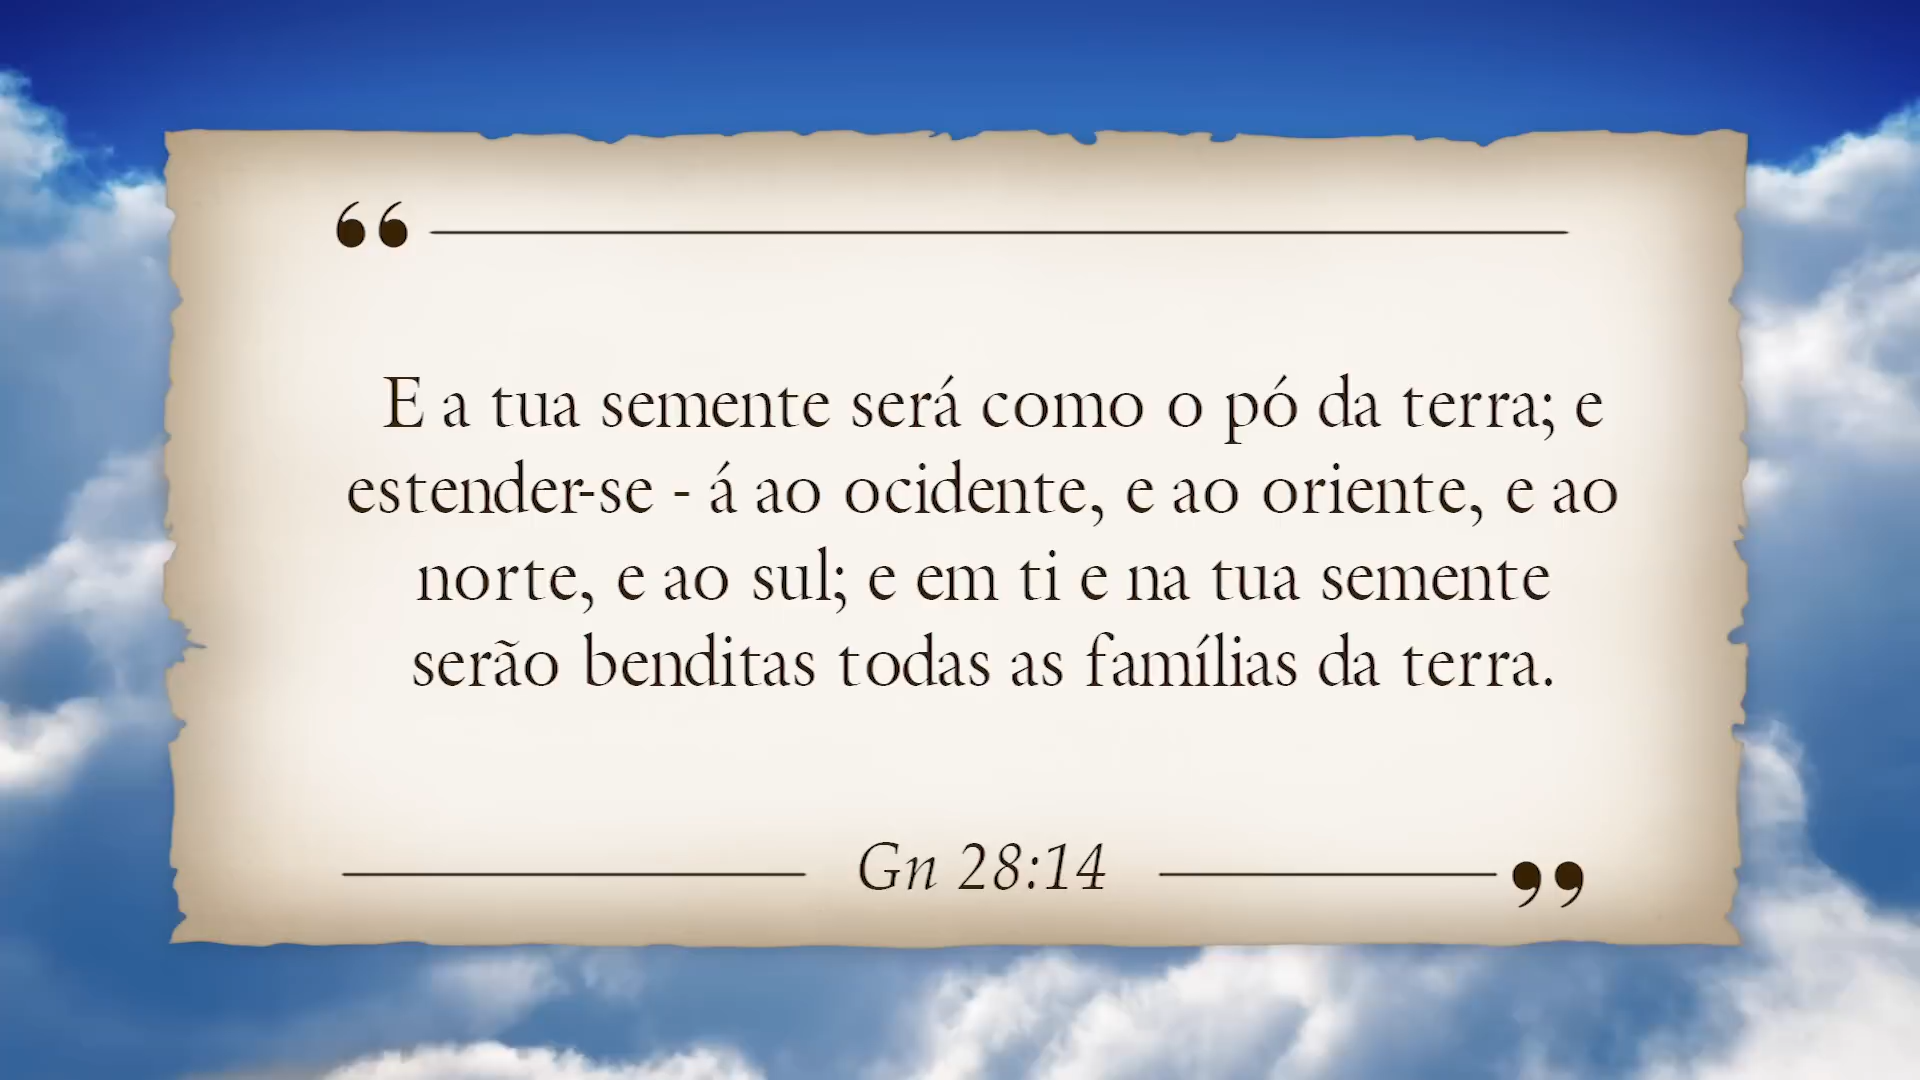 “
E a tua semente será como o pó da terra; e
estender-se - á ao ocidente, e ao oriente, e ao
norte, e ao sul; e em ti e na tua semente
serão benditas todas as famílias da terra.
Gn 28:14 ”